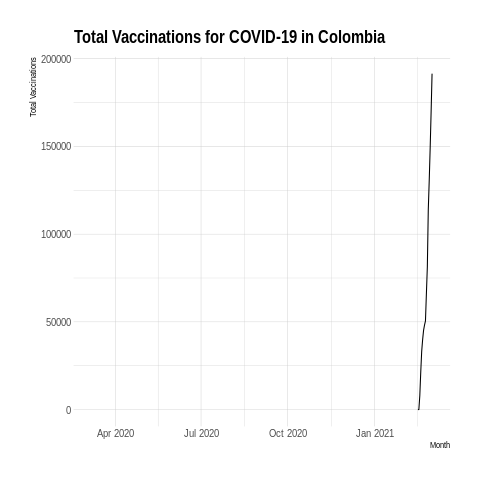 Total Vaccinations for COVID-19 in Colombia
Total Vaccinations
200000
150000
100000
50000
0
Apr 2020
Jul 2020
Oct 2020
Jan 2021
Month